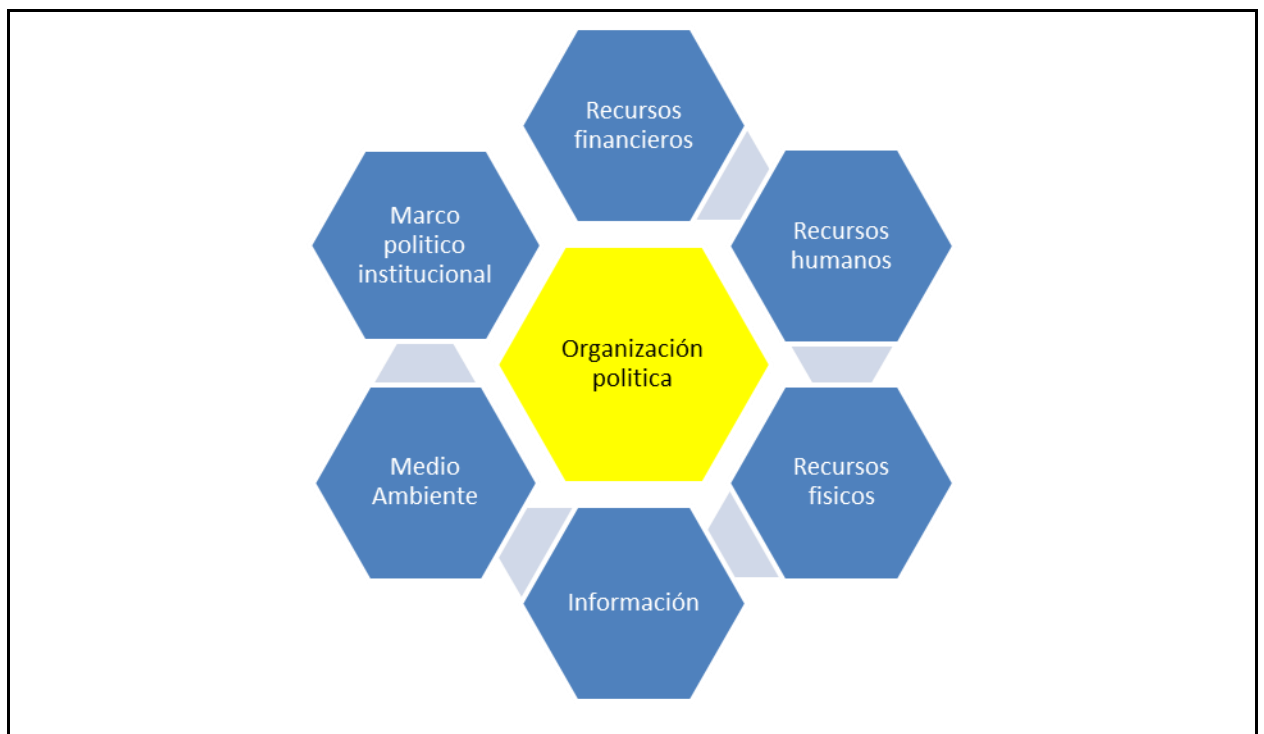 Recursos
financieros
Recursos
humanos
Recursos
fisicos
Información
Medio
Ambiente
Marco
politico
institucional
Organización
politica